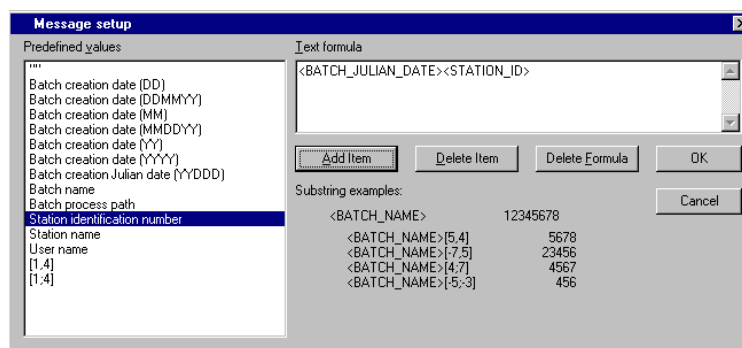 Message setup
Predefined values
""
Batch creation date (DD)
Batch creation date (DDMMYY)
Batch creation date (MM)
Batch creation date (MMDDYY)
Batch creation date (YY)
Batch creation date (YYYY)
Batch creation Julian date (YYDDD)
Batch name
Batch process path
Station identification number
Station name
User name
[1,4]
[1;4]
Text formula
<BATCH_JULIAN_DATE><STATION_ID>
Add Item Delete Item Delete Formula OK
Cancel
Substring examples:
<BATCH_NAME> 12345678
<BATCH_NAME>[5,4] 5678
<BATCH_NAME>[-7,5] 23456
<BATCH_NAME>[4;7] 4567
<BATCH_NAME>[-5;-3] 456